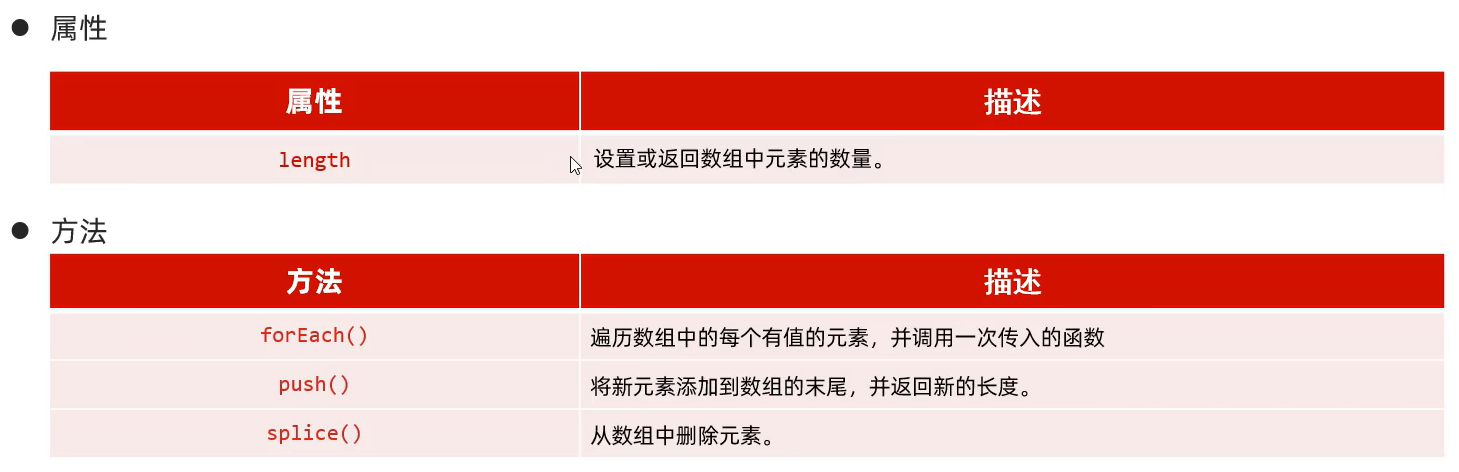 ● 属性
属性 描述
length 设置或返回数组中元素的数量。
● 方法
方法 描述
forEach() 遍历数组中的每个有值的元素，并调用一次传入的函数
push() 将新元素添加到数组的末尾，并返回新的长度。
splice() 从数组中删除元素。